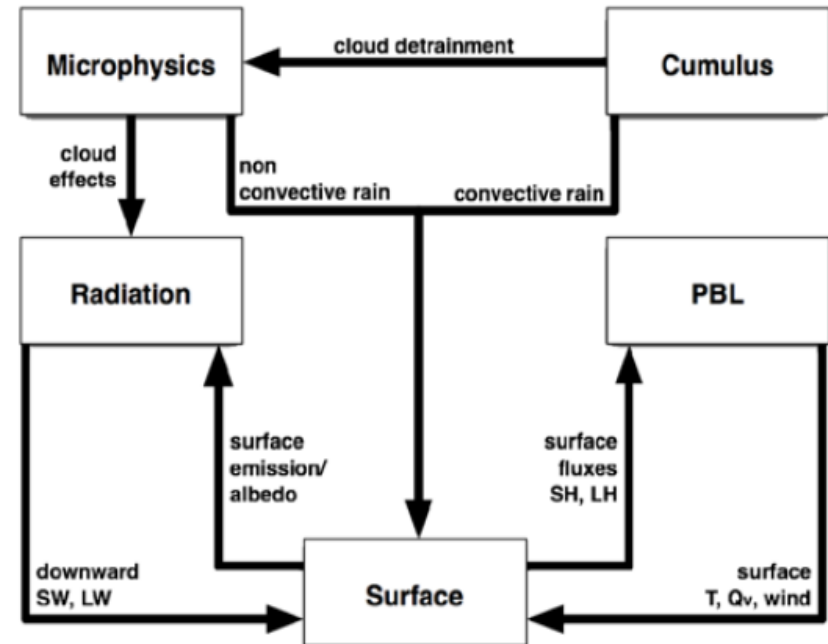 Microphysics
cloud detrainment
Cumulus
cloud
effects
non
convective rain
convective rain
Radiation
PBL
surface
emission/
albedo
surface
fluxes
SH, LH
downward
SW, LW
Surface
surface
T, Qv, wind